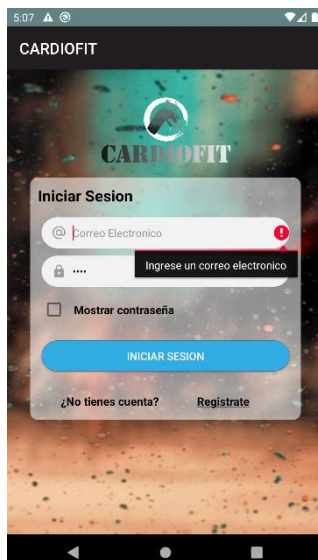 5:07
CARDIOFIT
CARDIOFIT
Iniciar Sesion
@ Correo Electronico
Ingrese un correo electronico
••••
Mostrar contraseña
INICIAR SESION
¿No tienes cuenta? Registrate